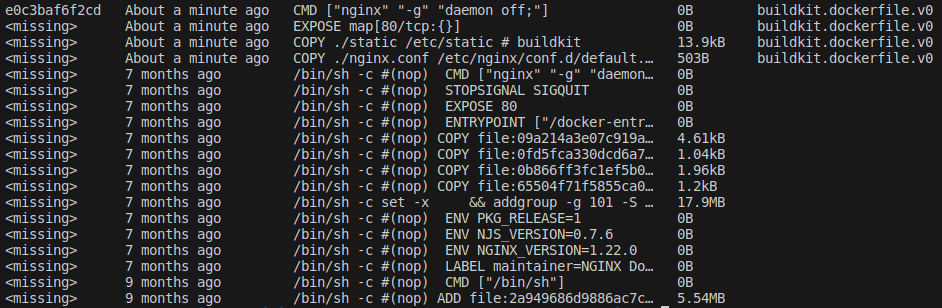 e0c3baf6f2cd   About a minute ago   CMD ["nginx" "-g" "daemon off;"]   0B   buildkit.dockerfile.v0
<missing>   About a minute ago   EXPOSE map[80/tcp:{}]   0B   buildkit.dockerfile.v0
<missing>   About a minute ago   COPY ./static /etc/static # buildkit   13.9kB   buildkit.dockerfile.v0
<missing>   About a minute ago   COPY ./nginx.conf /etc/nginx/conf.d/default.…   503B   buildkit.dockerfile.v0
<missing>   7 months ago   /bin/sh -c #(nop)  CMD ["nginx" "-g" "daemon…   0B
<missing>   7 months ago   /bin/sh -c #(nop)  STOPSIGNAL SIGQUIT   0B
<missing>   7 months ago   /bin/sh -c #(nop)  EXPOSE 80   0B
<missing>   7 months ago   /bin/sh -c #(nop)  ENTRYPOINT ["/docker-entr…   0B
<missing>   7 months ago   /bin/sh -c #(nop) COPY file:09a214a3e07c919a…   4.61kB
<missing>   7 months ago   /bin/sh -c #(nop) COPY file:0fd5fca330dcd6a7…   1.04kB
<missing>   7 months ago   /bin/sh -c #(nop) COPY file:0b866ff3fc1ef5b0…   1.96kB
<missing>   7 months ago   /bin/sh -c #(nop) COPY file:65504f71f5855ca0…   1.2kB
<missing>   7 months ago   /bin/sh -c set -x     && addgroup -g 101 -S …   17.9MB
<missing>   7 months ago   /bin/sh -c #(nop)  ENV PKG_RELEASE=1   0B
<missing>   7 months ago   /bin/sh -c #(nop)  ENV NJS_VERSION=0.7.6   0B
<missing>   7 months ago   /bin/sh -c #(nop)  ENV NGINX_VERSION=1.22.0   0B
<missing>   7 months ago   /bin/sh -c #(nop)  LABEL maintainer=NGINX Do…   0B
<missing>   9 months ago   /bin/sh -c #(nop)  CMD ["/bin/sh"]   0B
<missing>   9 months ago   /bin/sh -c #(nop) ADD file:2a949686d9886ac7c…   5.54MB